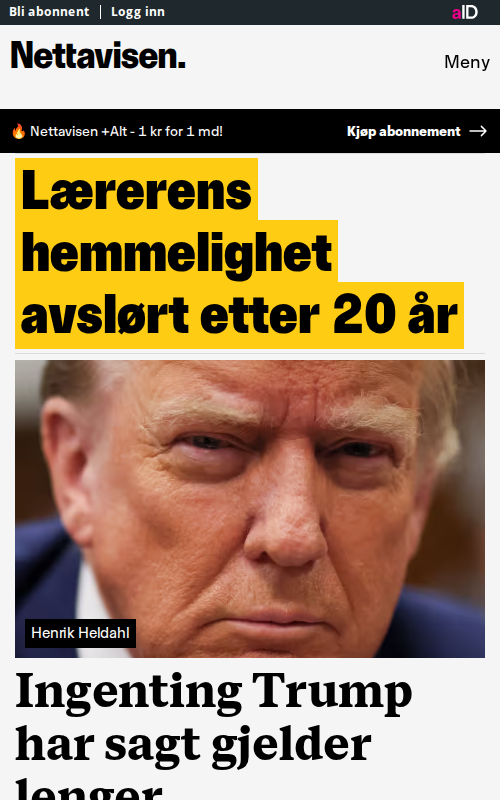 Bli abonnent | Logg inn
aID
Nettavisen.
Meny
🔥 Nettavisen +Alt - 1 kr for 1 md!
Kjøp abonnement →
Lærerens
hemmelighet
avslørt etter 20 år
Henrik Heldahl
Ingenting Trump
har sagt gjelder
lenger